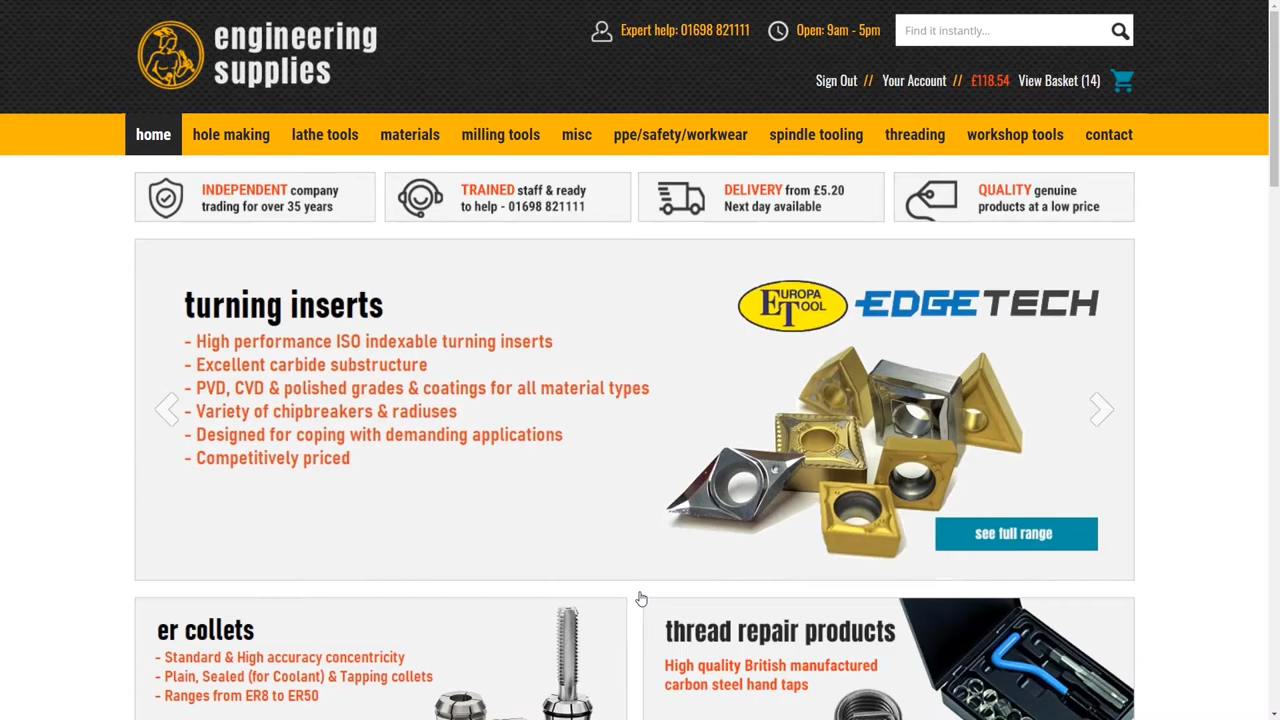 engineering
supplies
Expert help: 01698 821111
Open: 9am - 5pm
Find it instantly...
Sign Out // Your Account // £118.54 View Basket (14)
home hole making lathe tools materials milling tools misc ppe/safety/workwear spindle tooling threading workshop tools contact
INDEPENDENT company
trading for over 35 years
TRAINED staff & ready
to help - 01698 821111
DELIVERY from £5.20
Next day available
QUALITY genuine
products at a low price
turning inserts
- High performance ISO indexable turning inserts
- Excellent carbide substructure
- PVD, CVD & polished grades & coatings for all material types
- Variety of chipbreakers & radiuses
- Designed for coping with demanding applications
- Competitively priced
EUROPA
TOOL
EDGETECH
see full range
er collets
- Standard & High accuracy concentricity
- Plain, Sealed (for Coolant) & Tapping collets
- Ranges from ER8 to ER50
thread repair products
High quality British manufactured
carbon steel hand taps